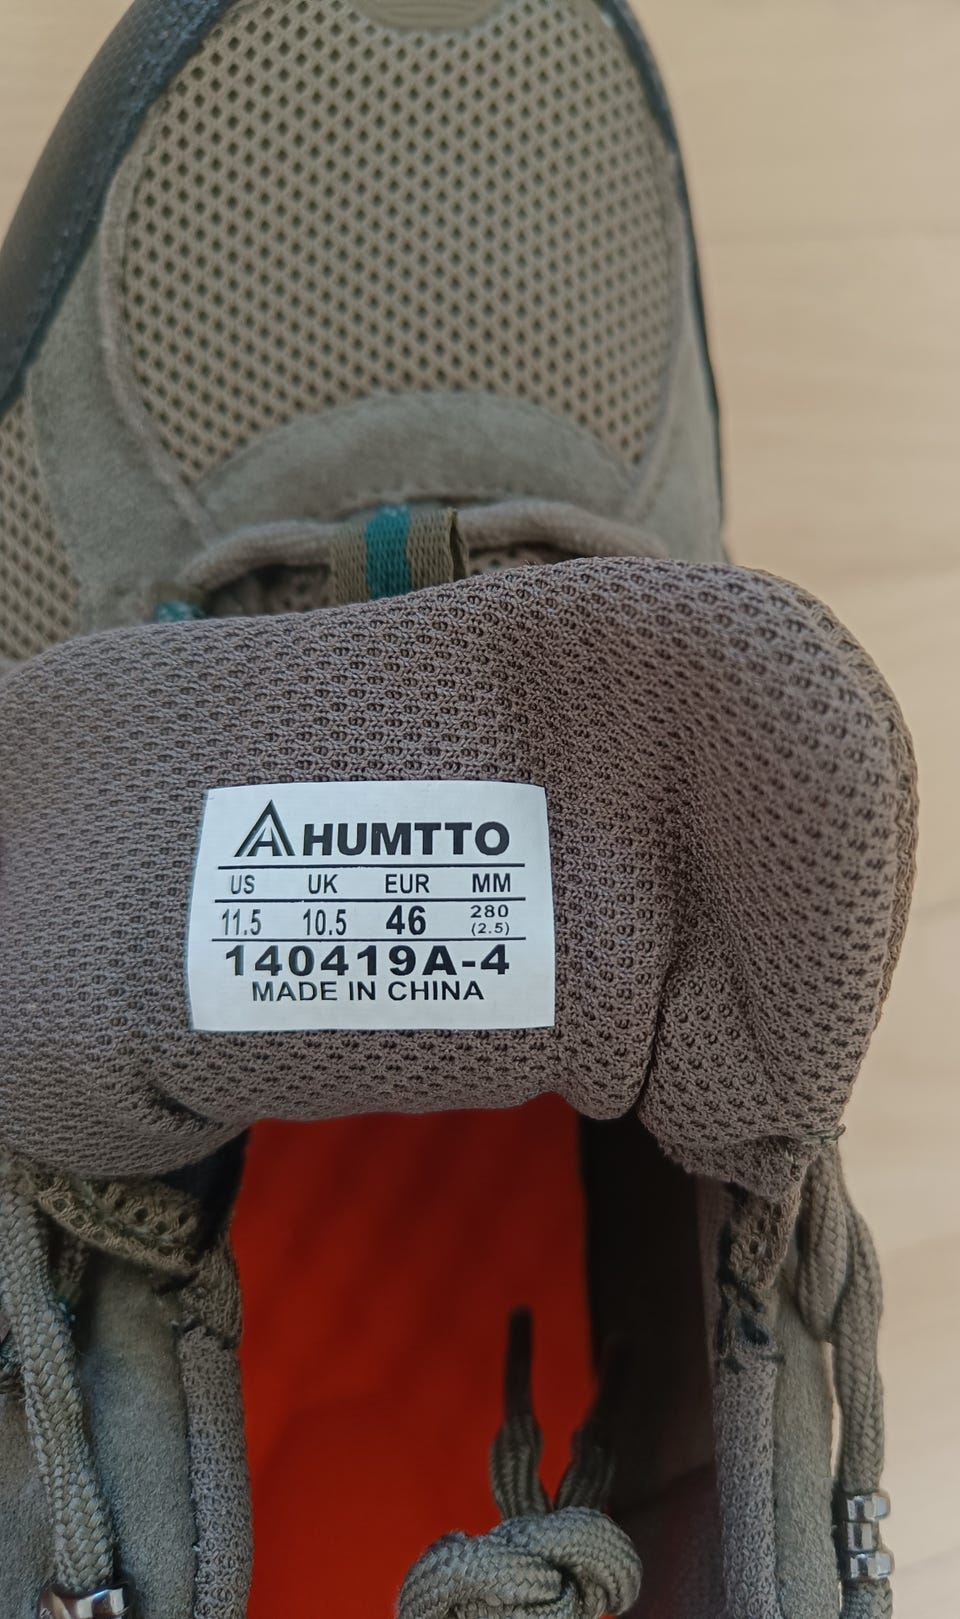 HUMTTO
US UK EUR MM
11.5 10.5 46 280 (2.5)
140419A-4
MADE IN CHINA